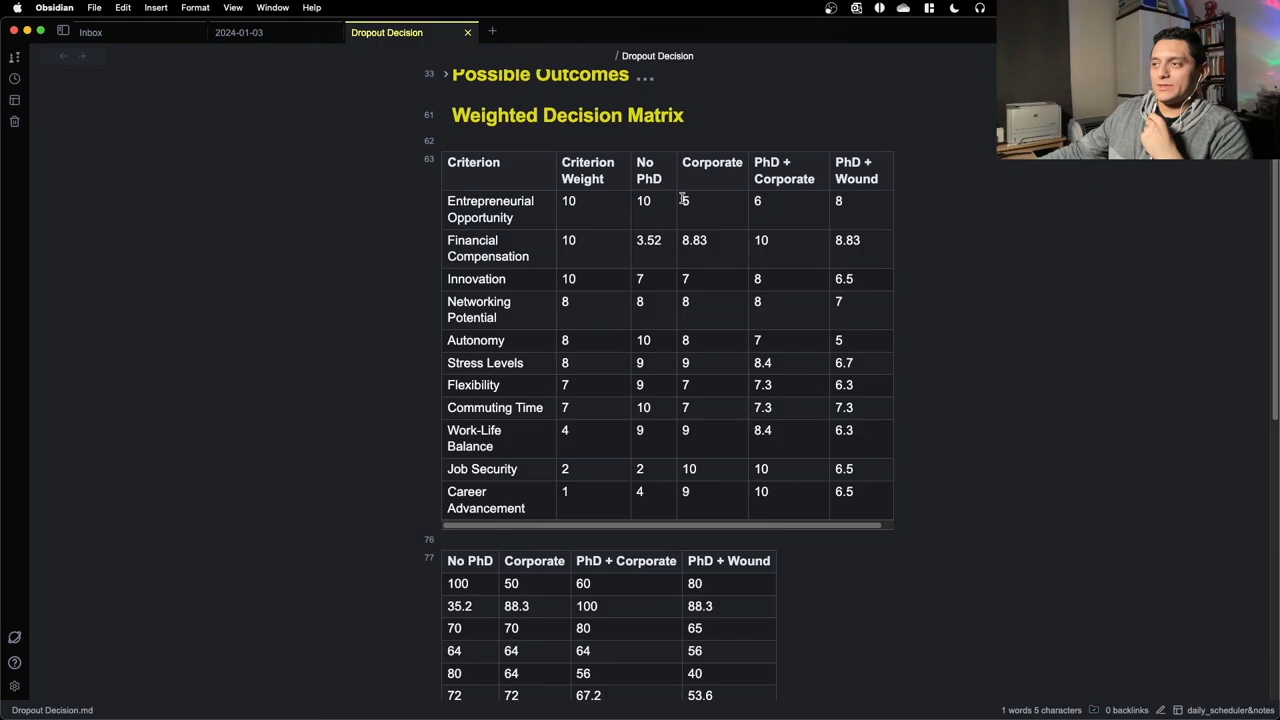 Obsidian File Edit Insert Format View Window Help
Inbox 2024-01-03 Dropout Decision
/ Dropout Decision
33 Possible Outcomes ...
61 Weighted Decision Matrix
62
63
Criterion Criterion Weight No PhD Corporate PhD + Corporate PhD + Wound
Entrepreneurial Opportunity 10 10 5 6 8
Financial Compensation 10 3.52 8.83 10 8.83
Innovation 10 7 7 8 6.5
Networking Potential 8 8 8 8 7
Autonomy 8 10 8 7 5
Stress Levels 8 9 9 8.4 6.7
Flexibility 7 9 7 7.3 6.3
Commuting Time 7 10 7 7.3 7.3
Work-Life Balance 4 9 9 8.4 6.3
Job Security 2 2 10 10 6.5
Career Advancement 1 4 9 10 6.5
76
77
No PhD Corporate PhD + Corporate PhD + Wound
100 50 60 80
35.2 88.3 100 88.3
70 70 80 65
64 64 64 56
80 64 56 40
72 72 67.2 53.6
Dropout Decision.md 1 words 5 characters 0 backlinks daily_scheduler&notes